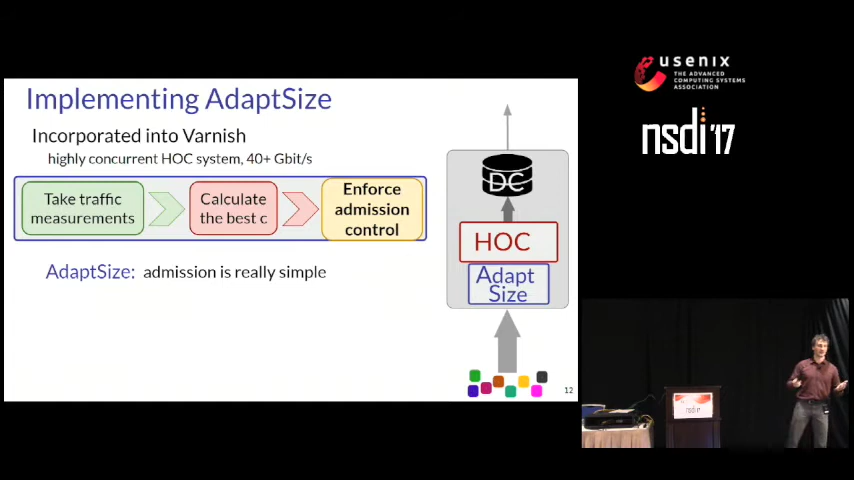 Implementing AdaptSize
Incorporated into Varnish
highly concurrent HOC system, 40+ Gbit/s
Take traffic
measurements
Calculate
the best c
Enforce
admission
control
AdaptSize: admission is really simple
DC
HOC
Adapt
Size
12
usenix
THE ADVANCED
COMPUTING SYSTEMS
ASSOCIATION
nsdi '17
nsdi